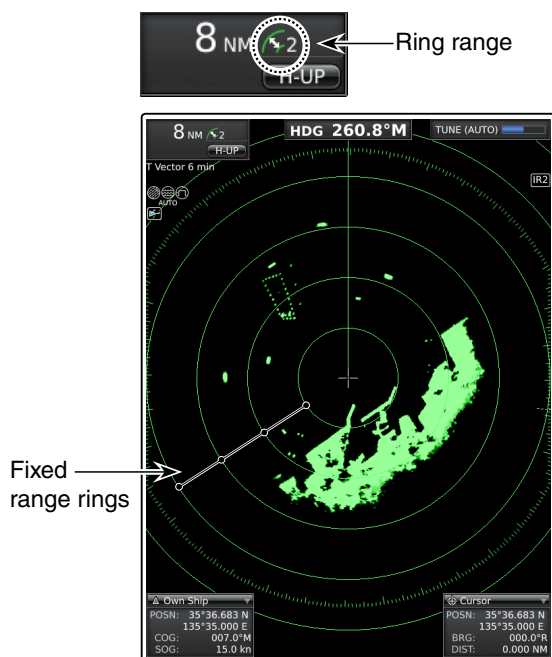 8 NM 2
H-UP
Ring range
8 NM 2
H-UP
HDG 260.8°M
TUNE (AUTO)
T Vector 6 min
IR2
AUTO
Fixed
range rings
Own Ship
POSN: 35°36.683 N
135°35.000 E
COG: 007.0°M
SOG: 15.0 kn
Cursor
POSN: 35°36.683 N
135°35.000 E
BRG: 000.0°R
DIST: 0.000 NM